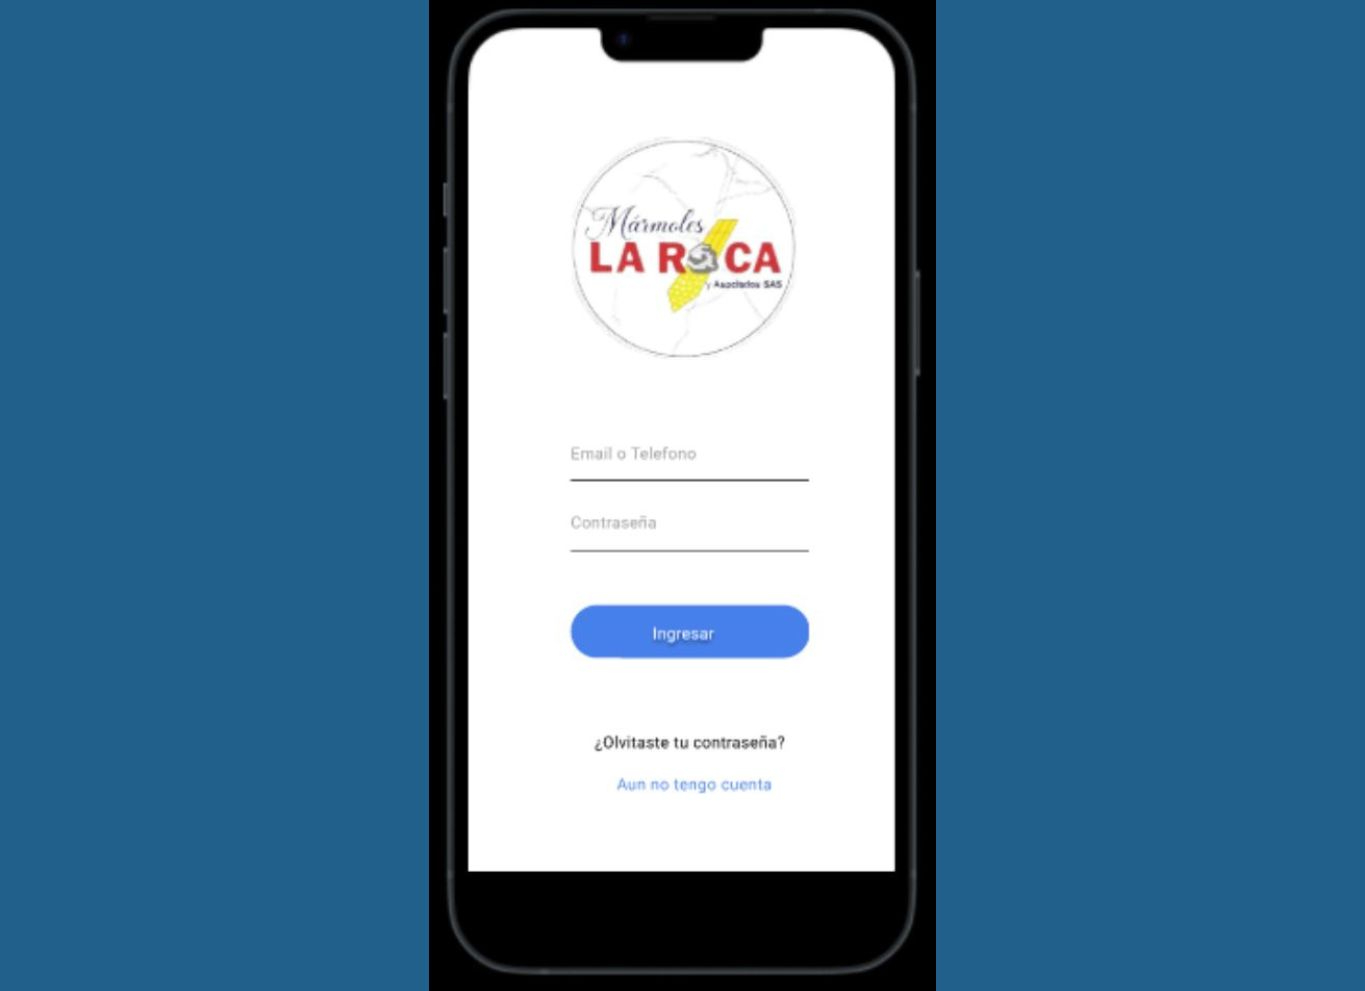 Mármoles
LA ROCA
y Asociados SAS
Email o Telefono
Contraseña
Ingresar
¿Olvitaste tu contraseña?
Aun no tengo cuenta